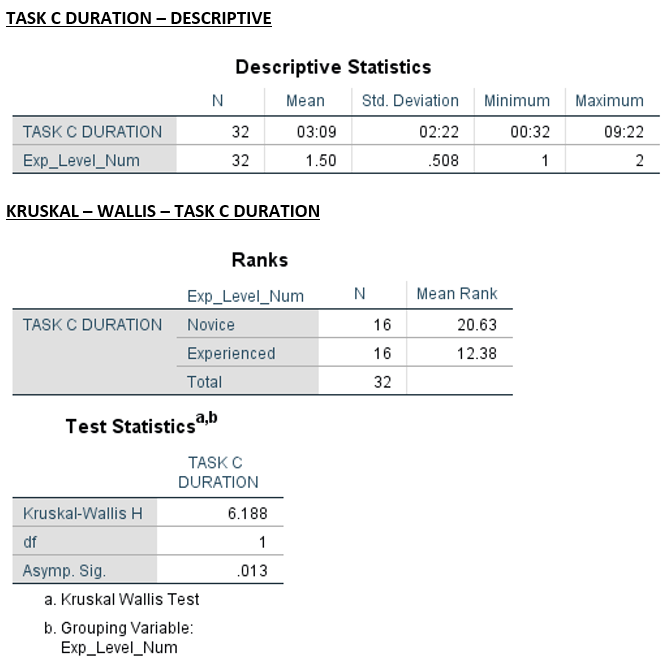 TASK C DURATION – DESCRIPTIVE
Descriptive Statistics
N Mean Std. Deviation Minimum Maximum
TASK C DURATION 32 03:09 02:22 00:32 09:22
Exp_Level_Num 32 1.50 .508 1 2
KRUSKAL – WALLIS – TASK C DURATION
Ranks
Exp_Level_Num N Mean Rank
TASK C DURATION Novice 16 20.63
Experienced 16 12.38
Total 32
Test Statistics a,b
TASK C
DURATION
Kruskal-Wallis H 6.188
df 1
Asymp. Sig. .013
a. Kruskal Wallis Test
b. Grouping Variable:
Exp_Level_Num